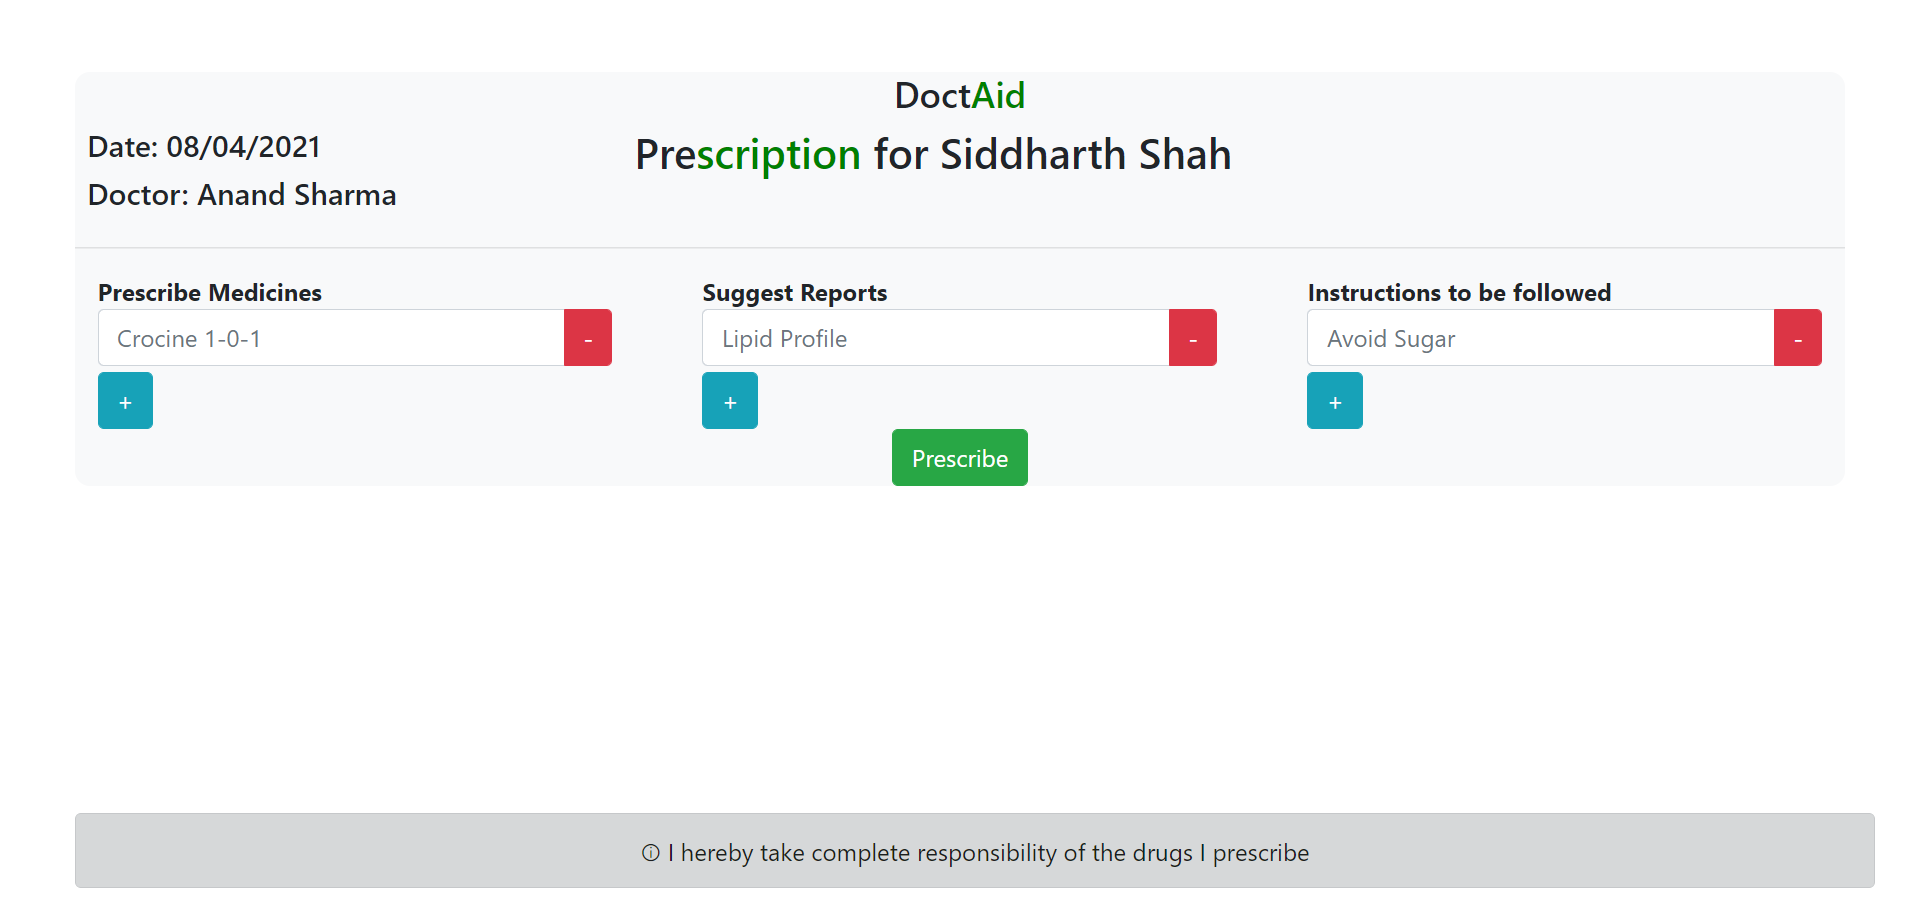 DoctAid
Date: 08/04/2021
Prescription for Siddharth Shah
Doctor: Anand Sharma
Prescribe Medicines
Crocine 1-0-1
-
+
Suggest Reports
Lipid Profile
-
+
Instructions to be followed
Avoid Sugar
-
+
Prescribe
ⓘ I hereby take complete responsibility of the drugs I prescribe